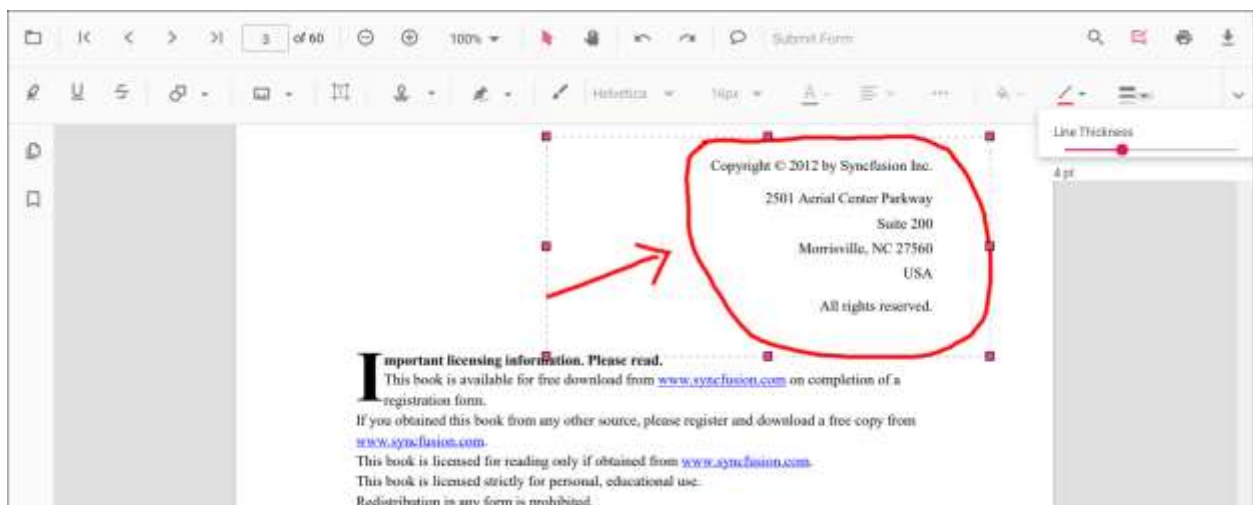 3 of 60 100% Submit Form
Helvetica 16px A
Line Thickness
4 pt
Copyright © 2012 by Syncfusion Inc.
2501 Aerial Center Parkway
Suite 200
Morrisville, NC 27560
USA
All rights reserved.
Important licensing information. Please read.
This book is available for free download from www.syncfusion.com on completion of a
registration form.
If you obtained this book from any other source, please register and download a free copy from
www.syncfusion.com.
This book is licensed for reading only if obtained from www.syncfusion.com.
This book is licensed strictly for personal, educational use.
Redistribution in any form is prohibited.